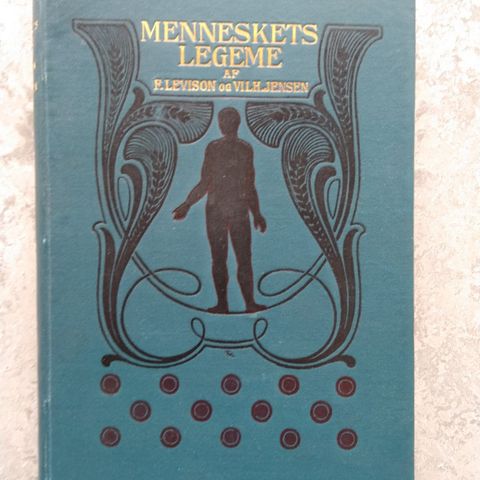 MENNESKETS
LEGEME
AF
F. LEVISON OG VILH. JENSEN